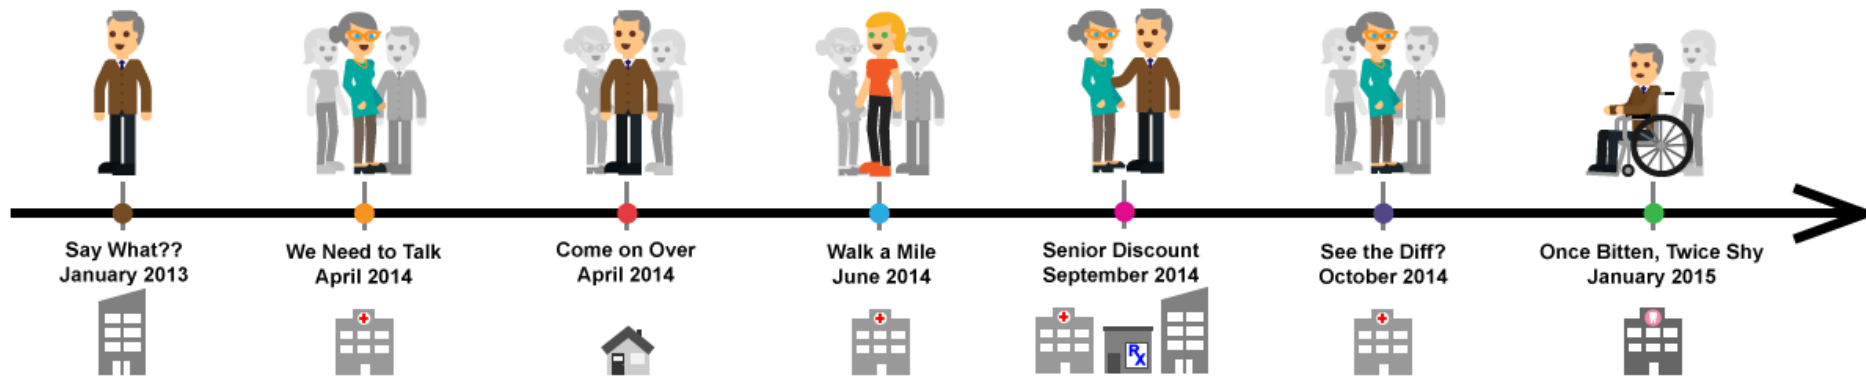 Say What??
January 2013
We Need to Talk
April 2014
Come on Over
April 2014
Walk a Mile
June 2014
Senior Discount
September 2014
See the Diff?
October 2014
Once Bitten, Twice Shy
January 2015
Rx